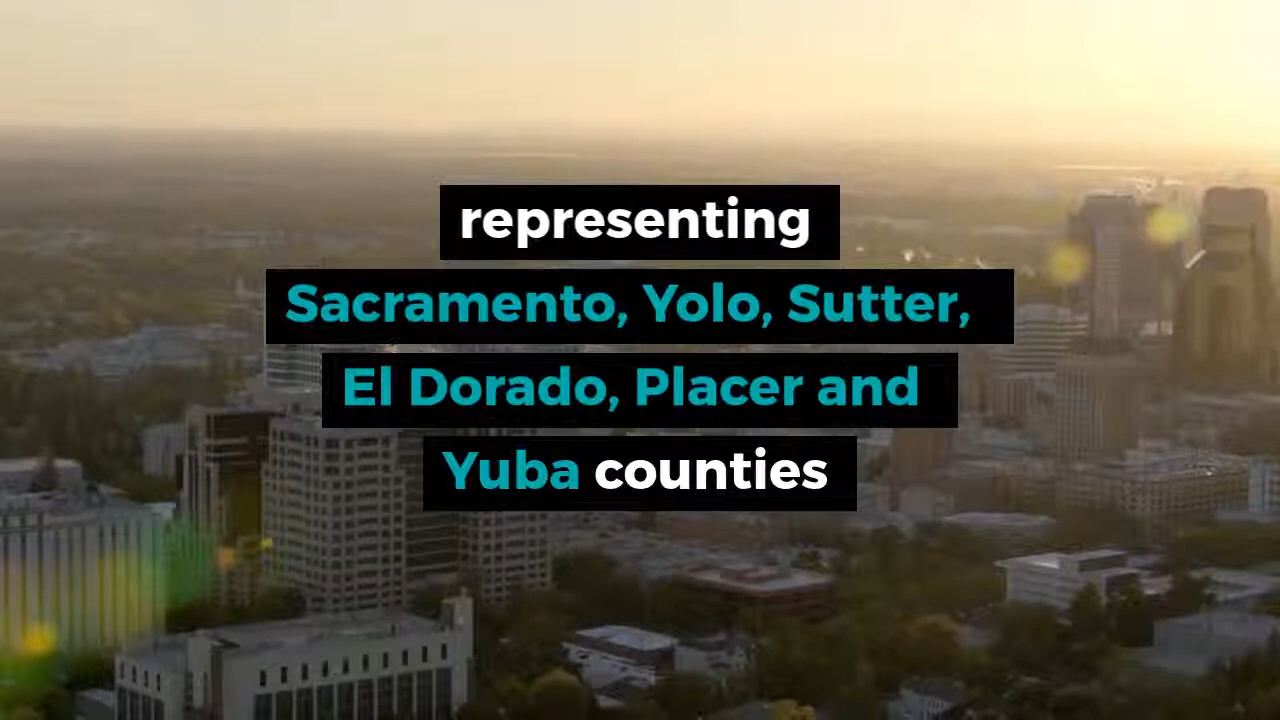 representing
Sacramento, Yolo, Sutter,
El Dorado, Placer and
Yuba counties